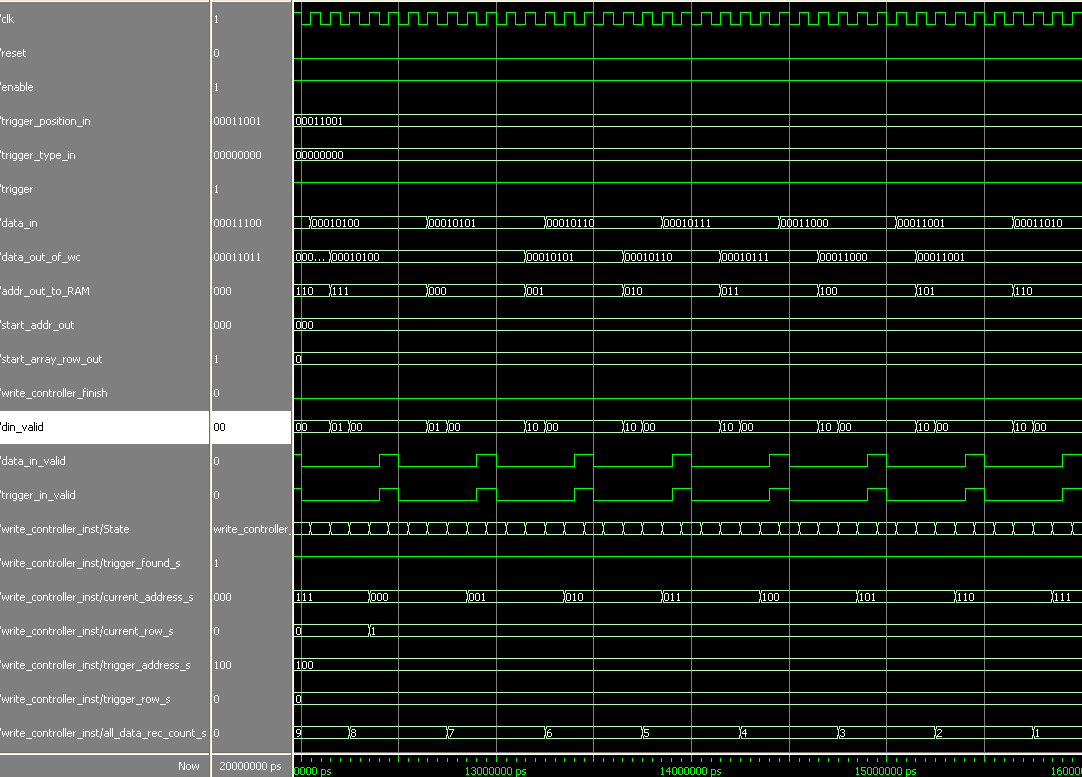 'clk 1
'reset 0
'enable 1
'trigger_position_in 00011001 00011001
'trigger_type_in 00000000 00000000
'trigger 1
'data_in 00011100 00010100 00010101 00010110 00010111 00011000 00011001 00011010
'data_out_of_wc 00011011 000... 00010100 00010101 00010110 00010111 00011000 00011001
'addr_out_to_RAM 000 110 111 000 001 010 011 100 101 110
'start_addr_out 000 000
'start_array_row_out 1 0
'write_controller_finish 0
'din_valid 00 00 01 00 01 00 10 00 10 00 10 00 10 00 10 00 10 00
'data_in_valid 0
'trigger_in_valid 0
'write_controller_inst/State write_controller_
'write_controller_inst/trigger_found_s 1
'write_controller_inst/current_address_s 000 111 000 001 010 011 100 101 110 111
'write_controller_inst/current_row_s 0 0 1
'write_controller_inst/trigger_address_s 100 100
'write_controller_inst/trigger_row_s 0 0
'write_controller_inst/all_data_rec_count_s 0 9 8 7 6 5 4 3 2 1
Now 20000000 ps 0000 ps 13000000 ps 14000000 ps 15000000 ps 16000